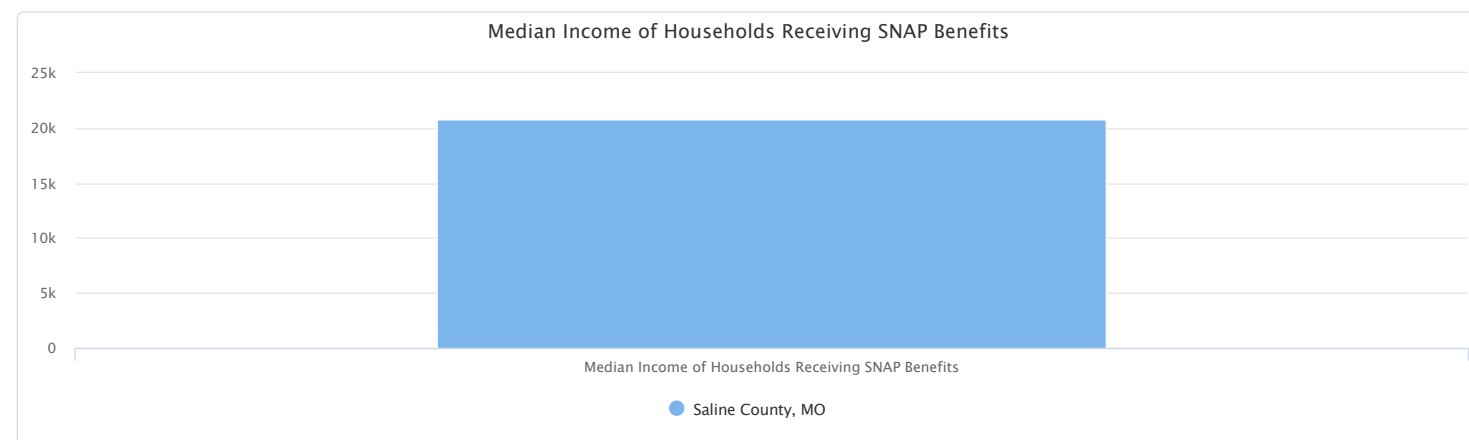 Median Income of Households Receiving SNAP Benefits
25k
20k
15k
10k
5k
0
Median Income of Households Receiving SNAP Benefits
Saline County, MO